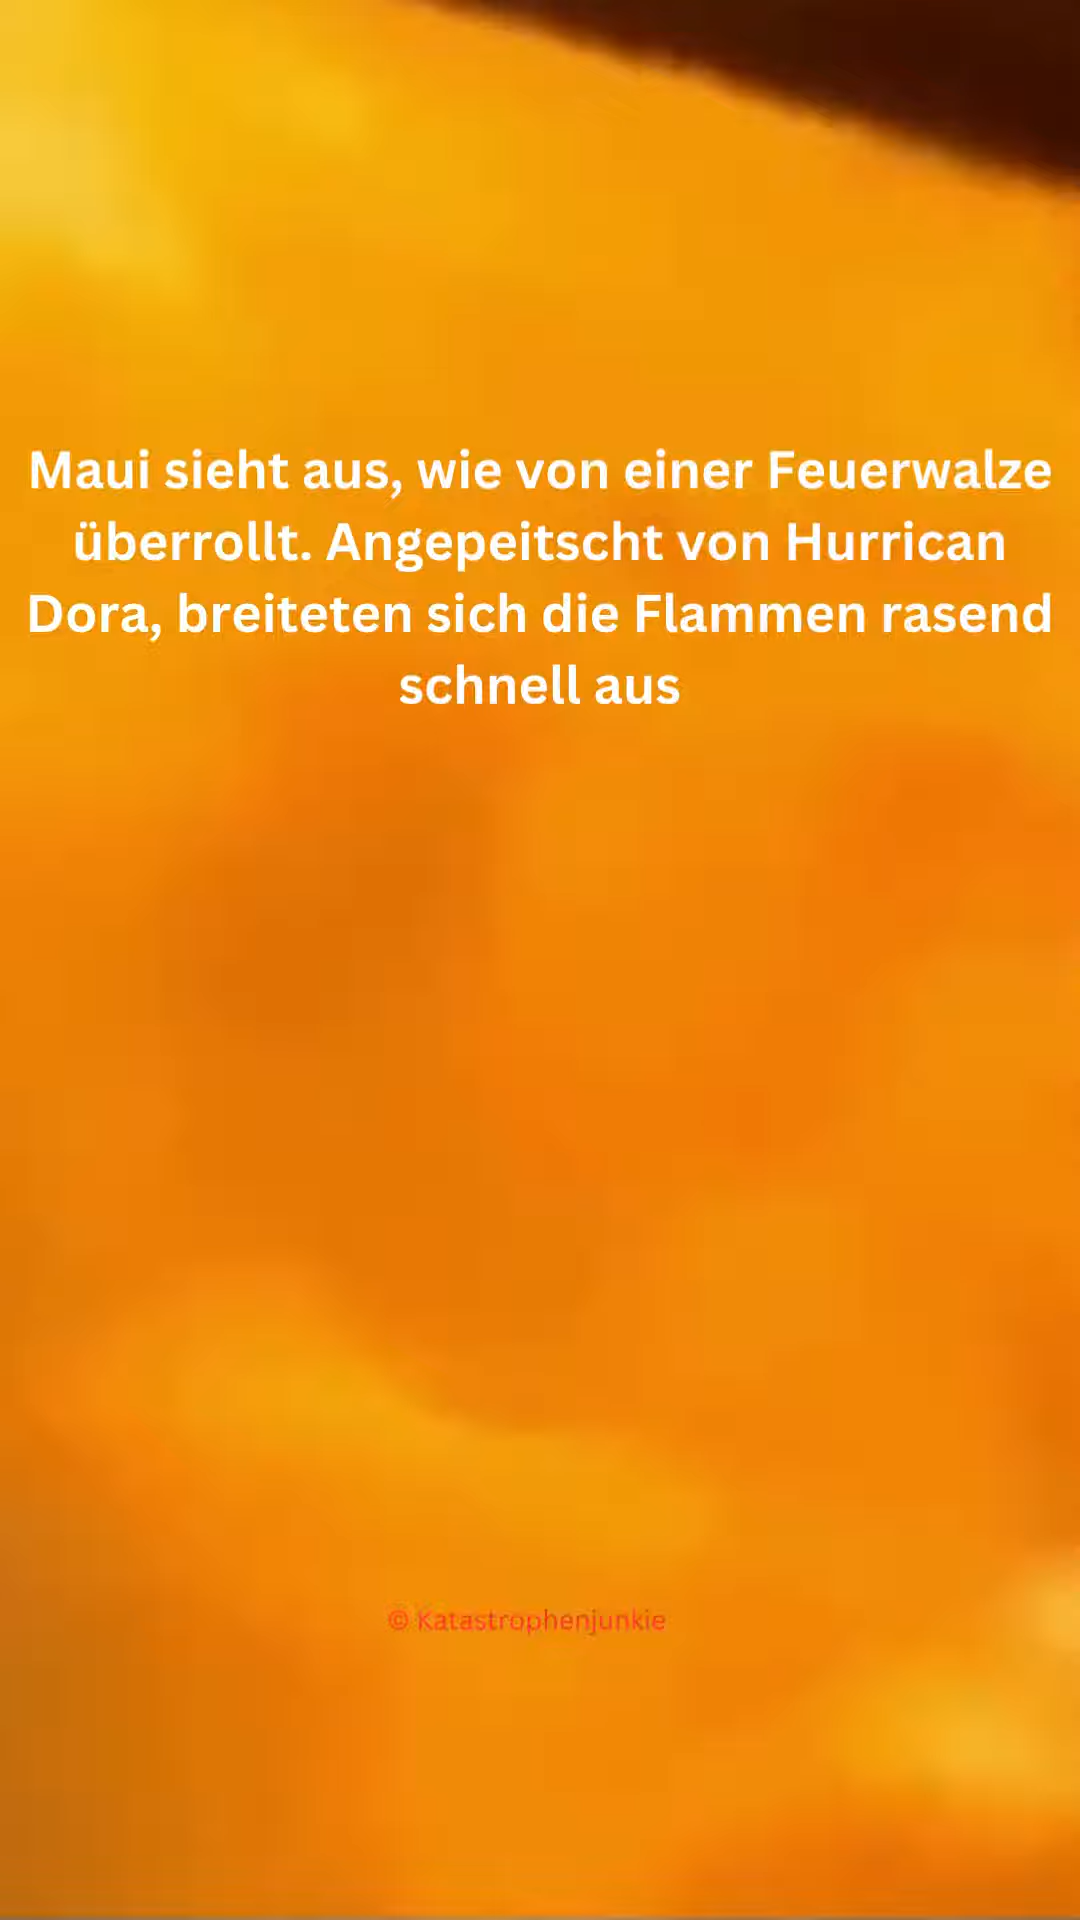 Maui sieht aus, wie von einer Feuerwalze
überrollt. Angepeitscht von Hurrican
Dora, breiteten sich die Flammen rasend
schnell aus
© Katastrophenjunkie